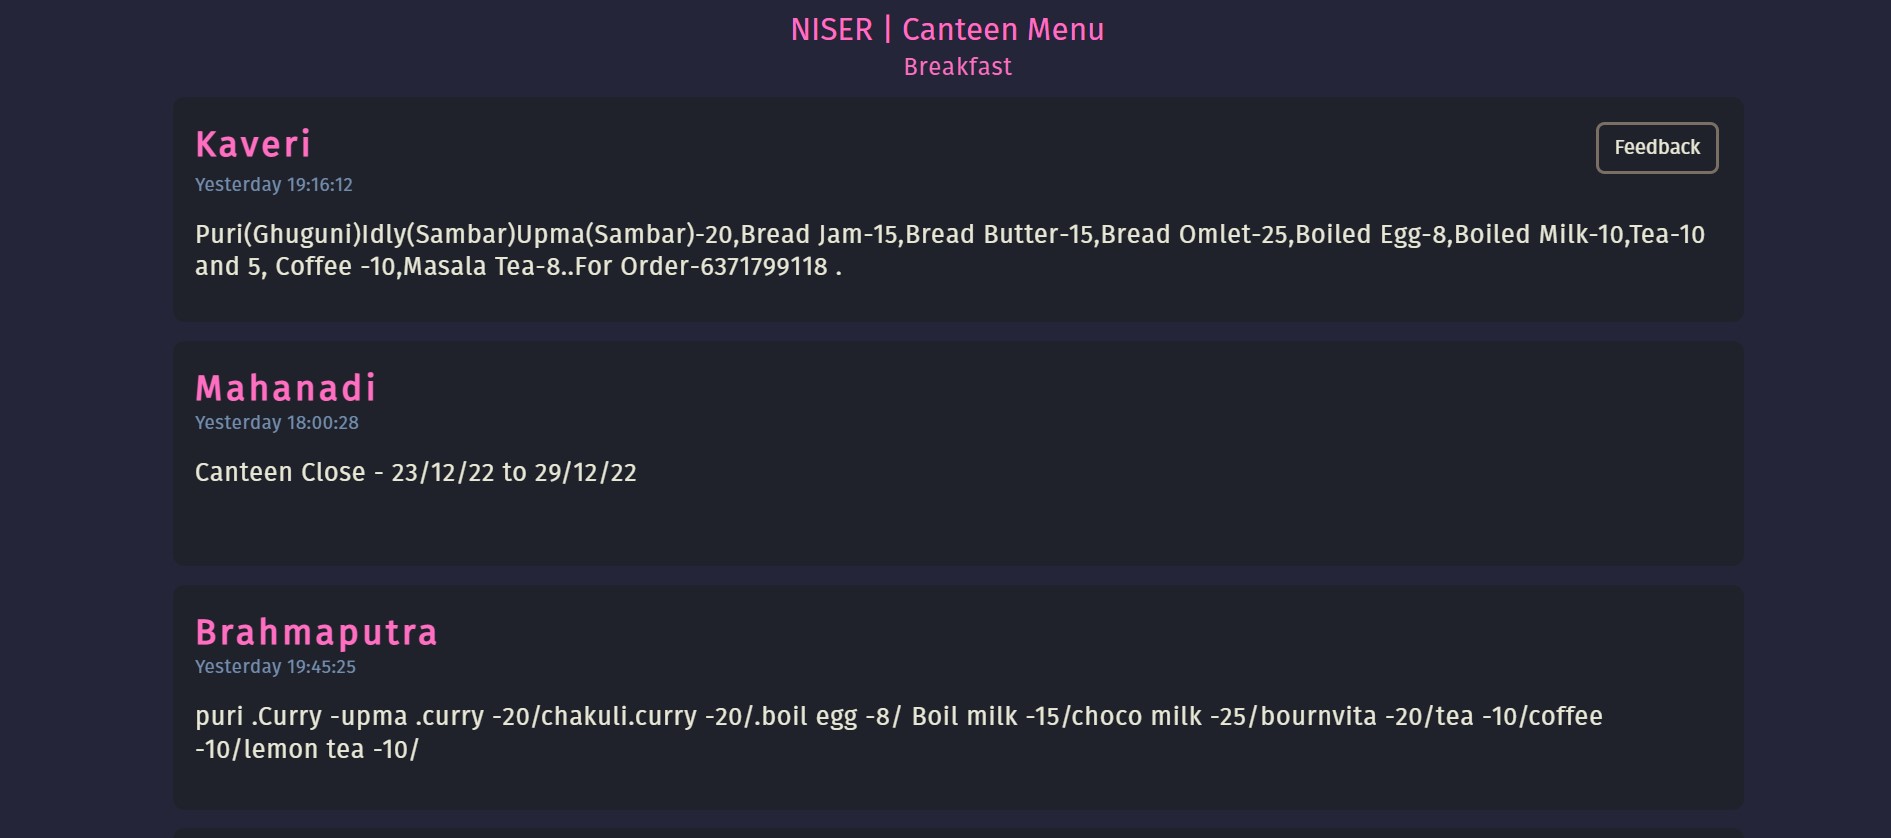 NISER | Canteen Menu
Breakfast
Kaveri
Feedback
Yesterday 19:16:12
Puri(Ghuguni)Idly(Sambar)Upma(Sambar)-20,Bread Jam-15,Bread Butter-15,Bread Omlet-25,Boiled Egg-8,Boiled Milk-10,Tea-10
and 5, Coffee -10,Masala Tea-8..For Order-6371799118 .
Mahanadi
Yesterday 18:00:28
Canteen Close - 23/12/22 to 29/12/22
Brahmaputra
Yesterday 19:45:25
puri .Curry -upma .curry -20/chakuli.curry -20/.boil egg -8/ Boil milk -15/choco milk -25/bournvita -20/tea -10/coffee
-10/lemon tea -10/